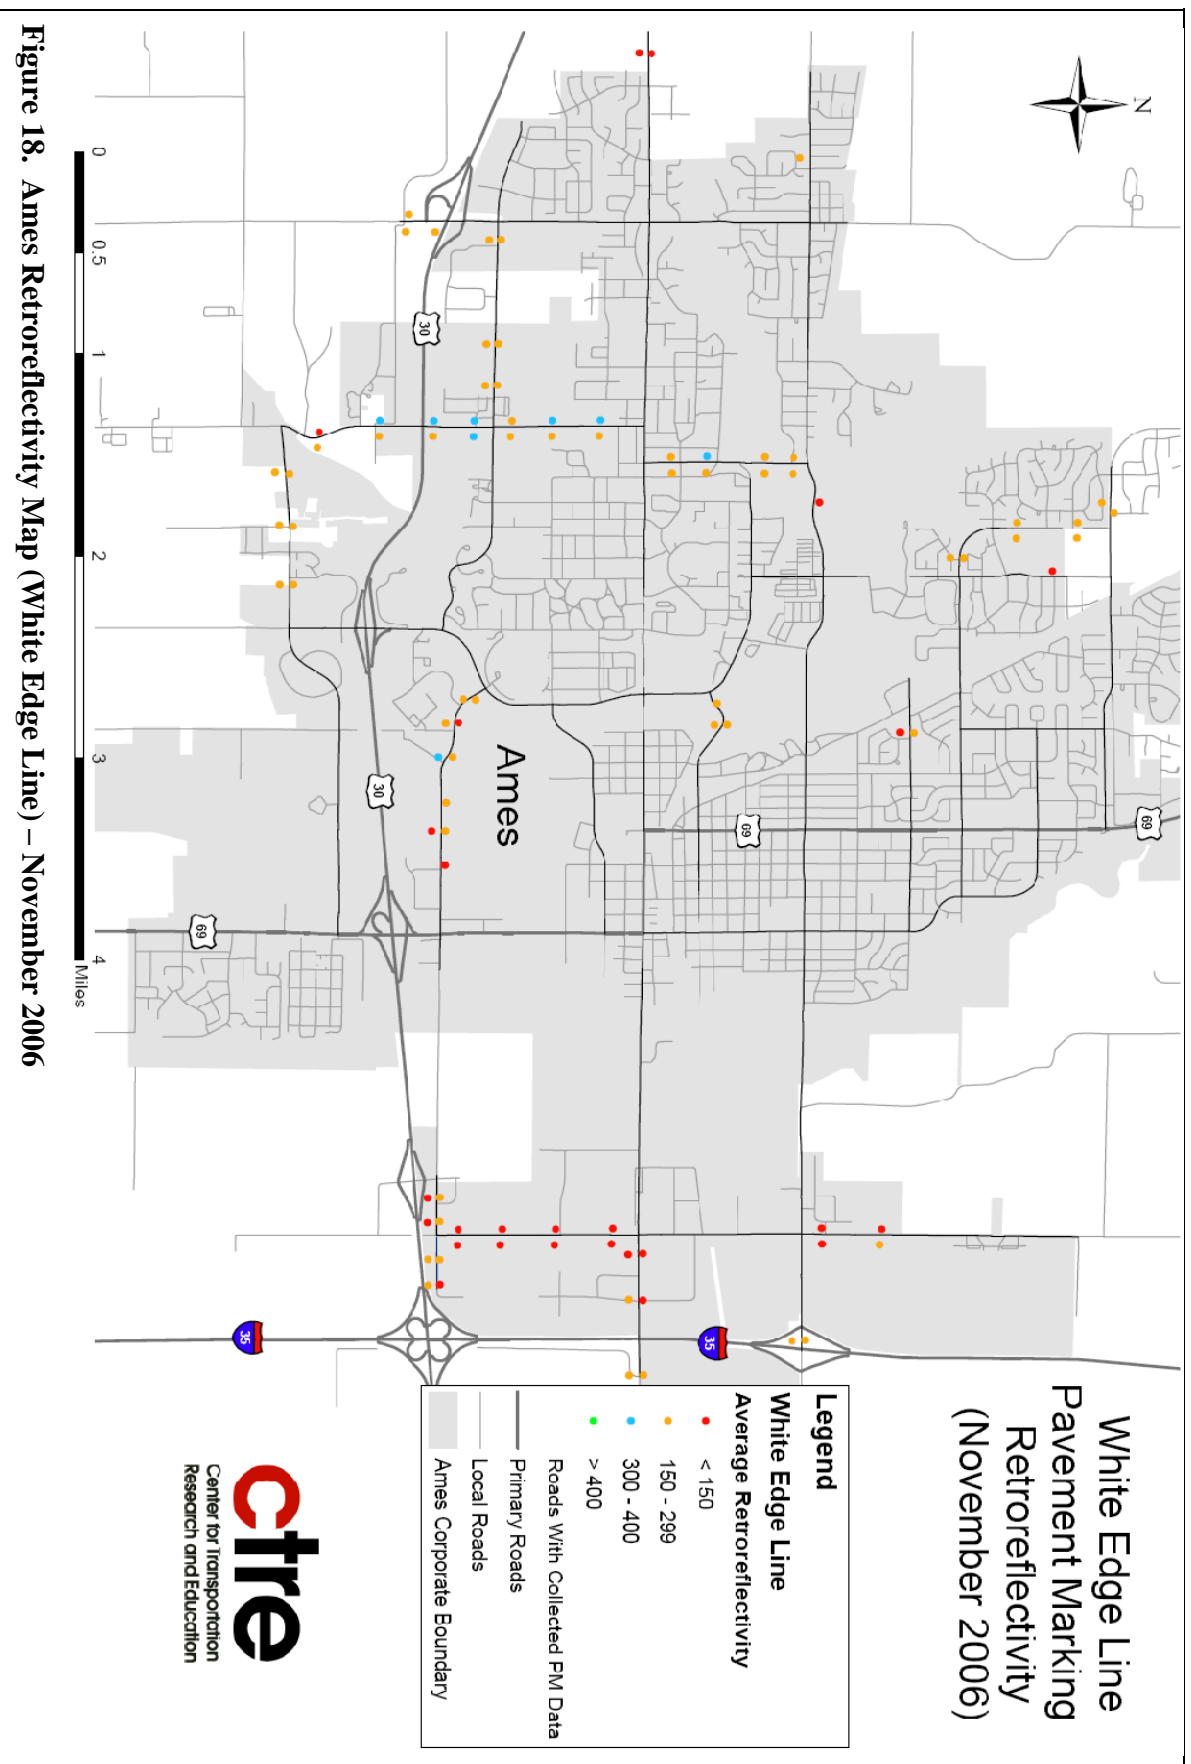 White Edge Line
Pavement Marking
Retroreflectivity
(November 2006)
N
69
69
Ames
30
30
69
35
35
Legend
White Edge Line
Average Retroreflectivity
< 150
150 - 299
300 - 400
> 400
Roads With Collected PM Data
Primary Roads
Local Roads
Ames Corporate Boundary
ctre
Center for Transportation
Research and Education
0 0.5 1 2 3 4
Miles
Figure 18. Ames Retroreflectivity Map (White Edge Line) – November 2006